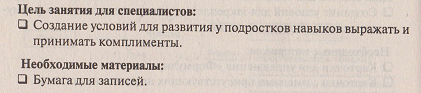 Цель занятия для специалистов:
❑ Создание условий для развития у подростков навыков выражать и
принимать комплименты.
Необходимые материалы:
❑ Бумага для записей.